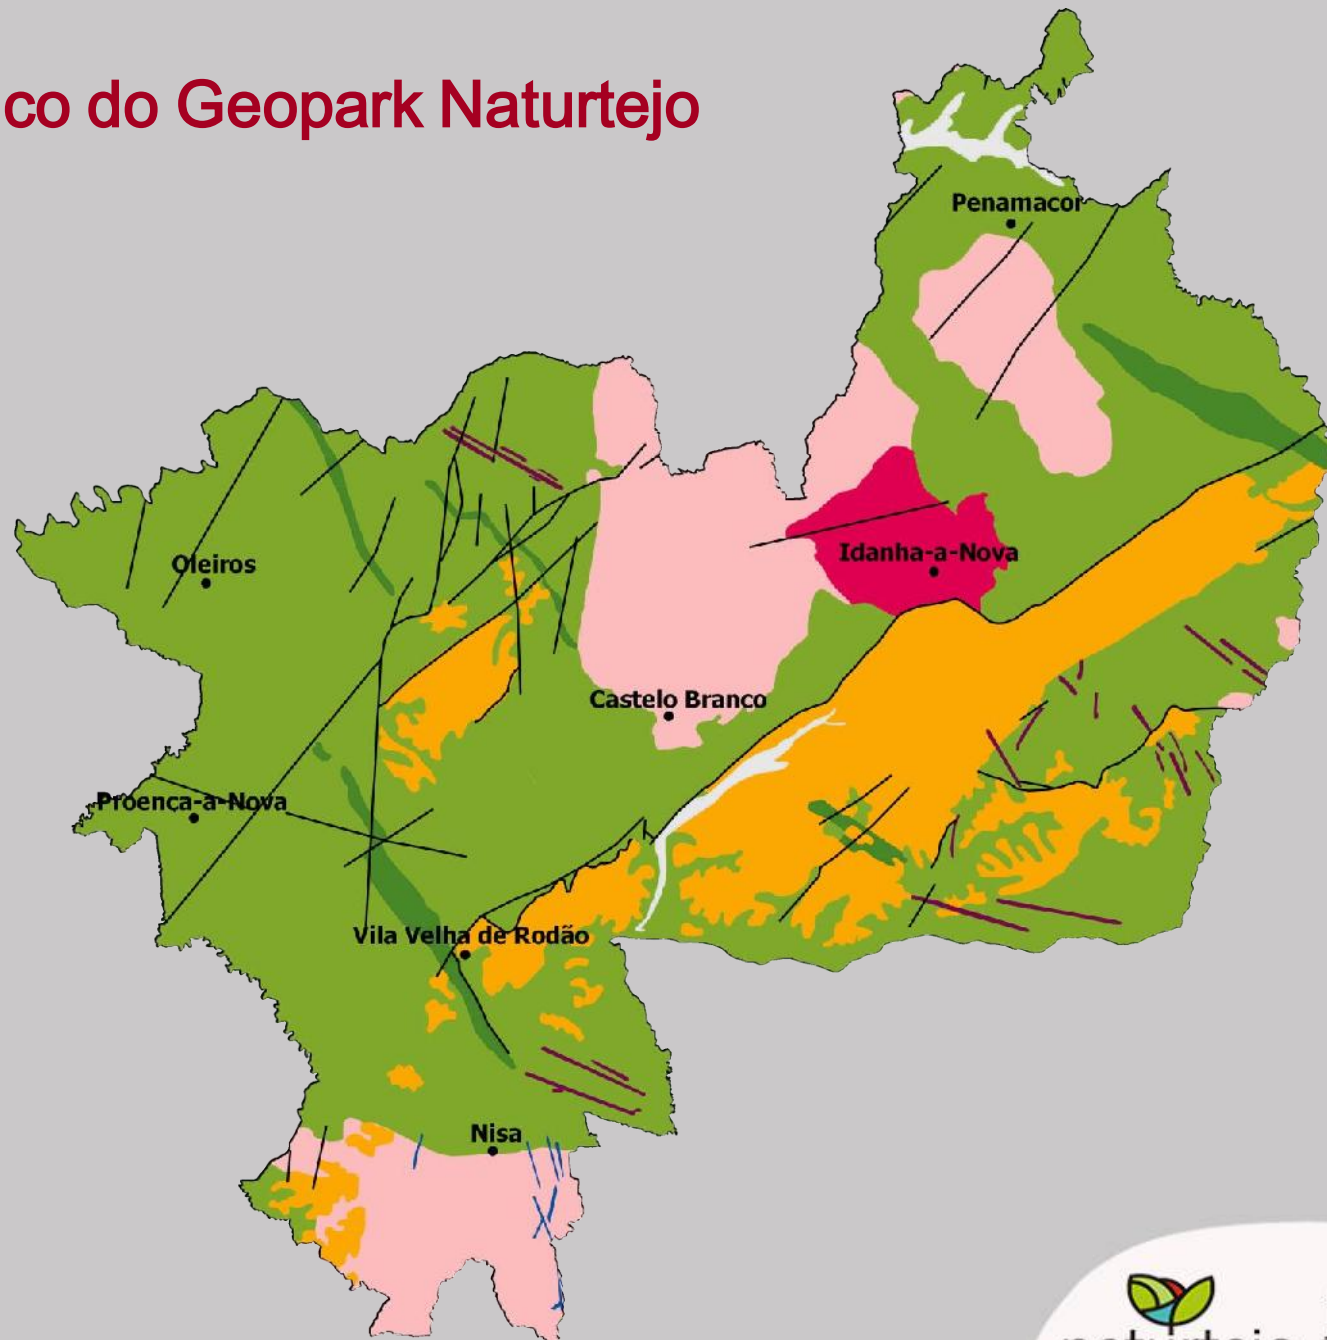 co do Geopark Naturtejo
Penamacor
Idanha-a-Nova
Oleiros
Castelo Branco
Proença-a-Nova
Vila Velha de Rodão
Nisa